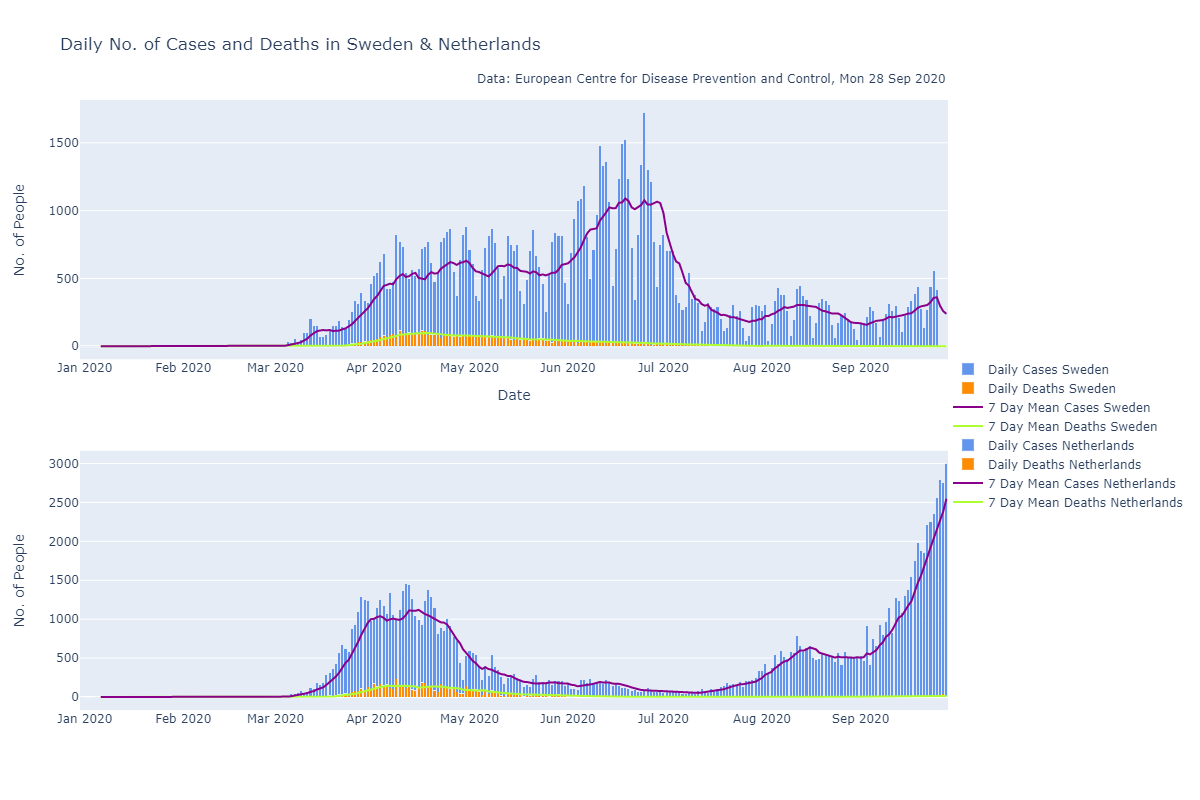 Daily No. of Cases and Deaths in Sweden & Netherlands
Data: European Centre for Disease Prevention and Control, Mon 28 Sep 2020
No. of People
1500
1000
500
0
Jan 2020 Feb 2020 Mar 2020 Apr 2020 May 2020 Jun 2020 Jul 2020 Aug 2020 Sep 2020
Date
Daily Cases Sweden
Daily Deaths Sweden
7 Day Mean Cases Sweden
7 Day Mean Deaths Sweden
Daily Cases Netherlands
Daily Deaths Netherlands
7 Day Mean Cases Netherlands
7 Day Mean Deaths Netherlands
No. of People
3000
2500
2000
1500
1000
500
0
Jan 2020 Feb 2020 Mar 2020 Apr 2020 May 2020 Jun 2020 Jul 2020 Aug 2020 Sep 2020